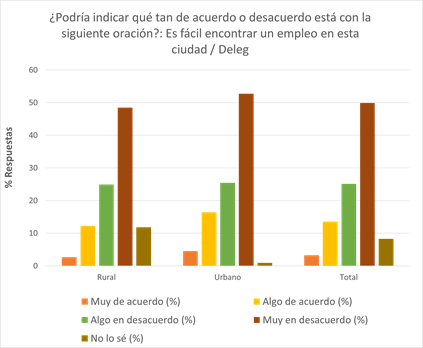 ¿Podría indicar qué tan de acuerdo o desacuerdo está con la
siguiente oración?: Es fácil encontrar un empleo en esta
ciudad / Deleg
% Respuestas
60
50
40
30
20
10
0
Rural Urbano Total
Muy de acuerdo (%) Algo de acuerdo (%)
Algo en desacuerdo (%) Muy en desacuerdo (%)
No lo sé (%)